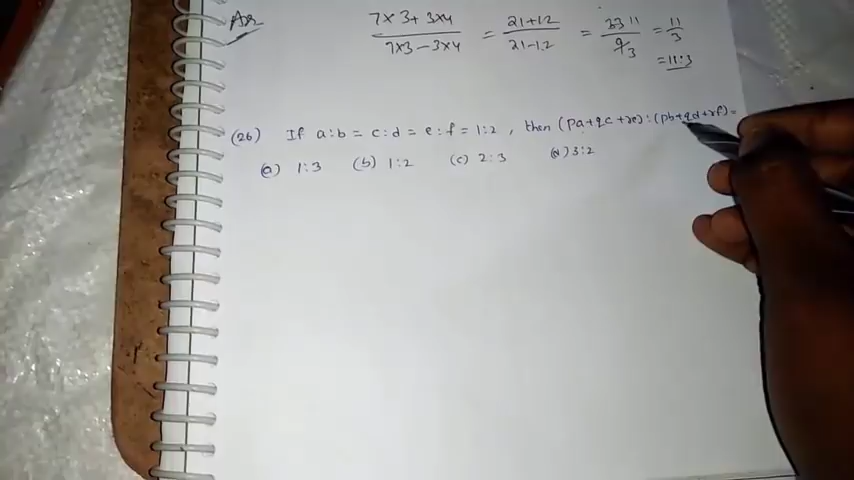 Ans 7×3+3×4 / 7×3-3×4 = 21+12 / 21-12 = 33 11 / 9 3 = 11 / 3
=11:3
(26) If a:b = c:d = e:f = 1:2, then (pa+qc+re):(pb+qd+rf)=
(a) 1:3 (b) 1:2 (c) 2:3 (d) 3:2